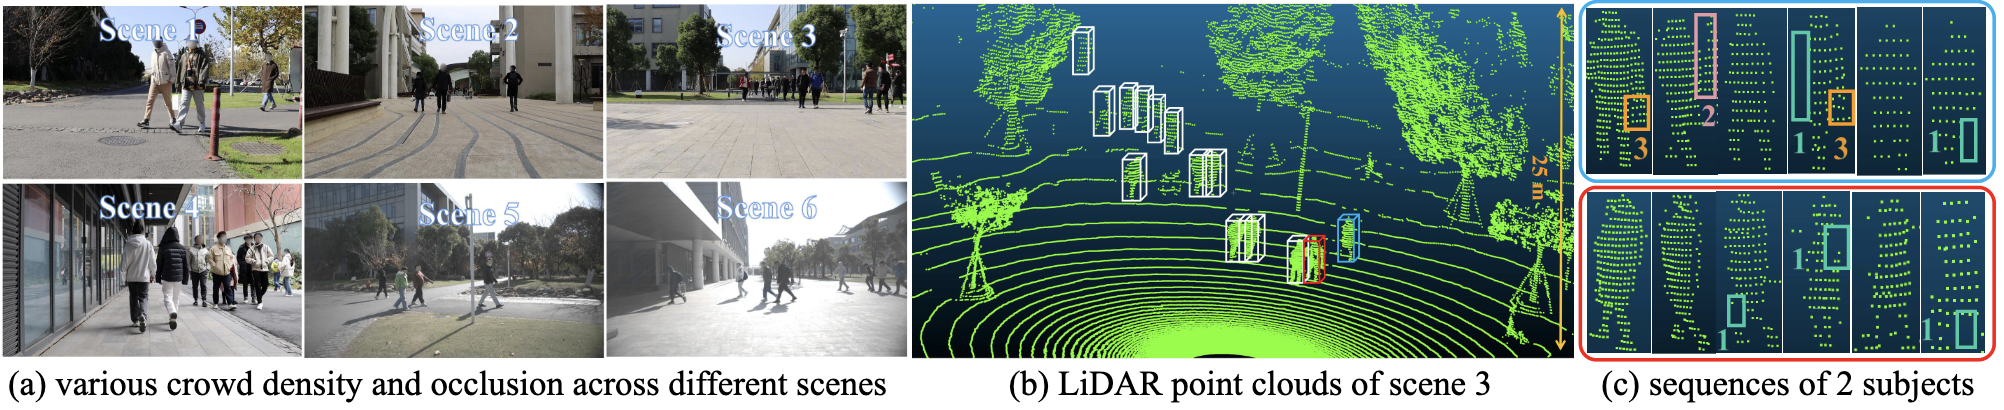 Scene 1
Scene 2
Scene 3
Scene 4
Scene 5
Scene 6
(a) various crowd density and occlusion across different scenes
25 m
(b) LiDAR point clouds of scene 3
3
2
1
3
1
1
1
1
(c) sequences of 2 subjects